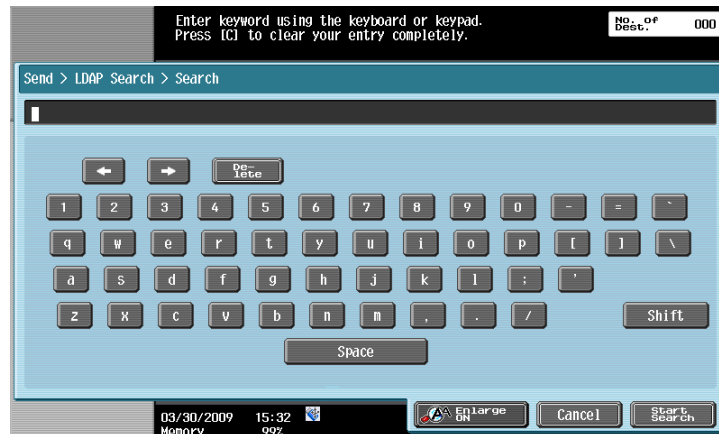 Enter keyword using the keyboard or keypad.
Press [C] to clear your entry completely.
No. of
Dest.
000
Send > LDAP Search > Search
De-
lete
1 2 3 4 5 6 7 8 9 0 - = `
q w e r t y u i o p [ ] \
a s d f g h j k l ; '
z x c v b n m , . / Shift
Space
03/30/2009 15:32
Memory 99%
Enlarge
ON
Cancel
Start
Search